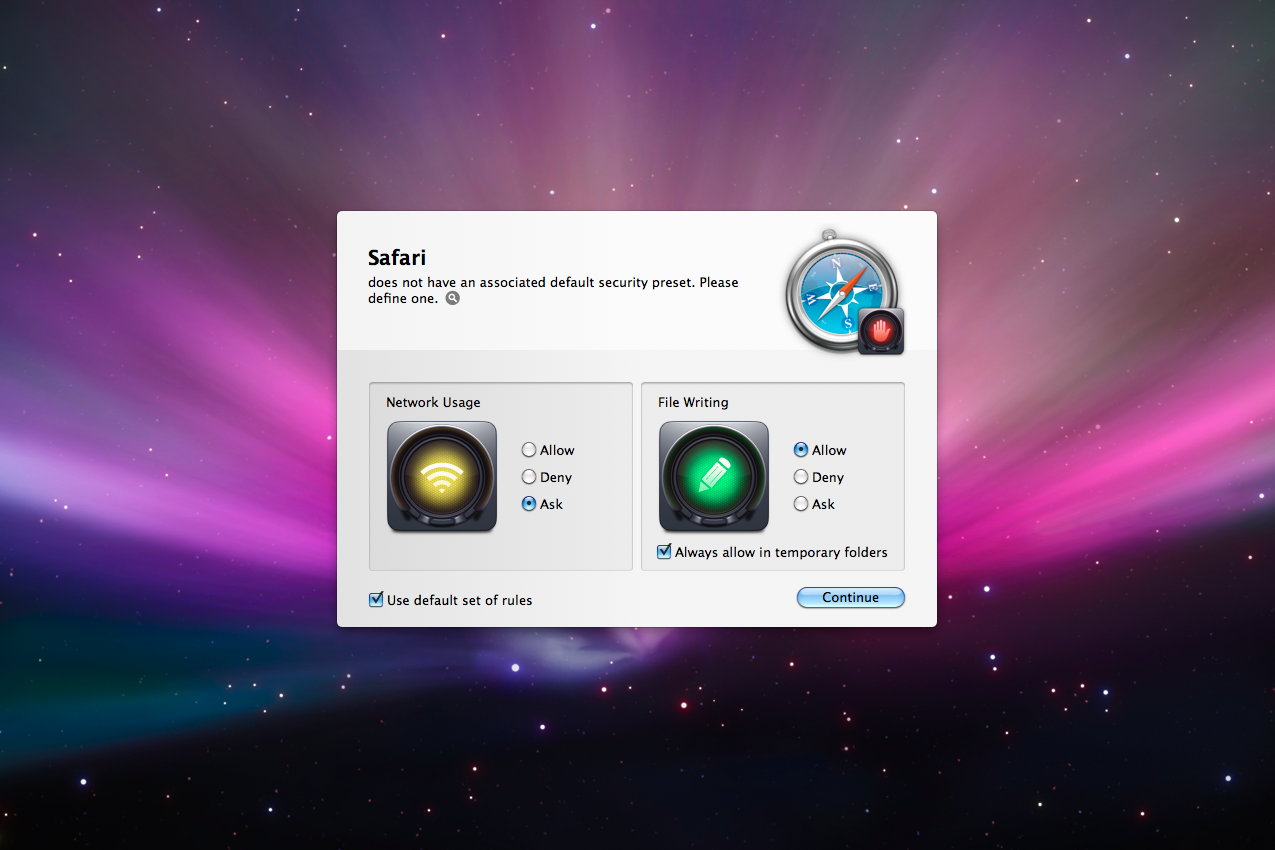 Safari
does not have an associated default security preset. Please
define one.
Network Usage
Allow
Deny
Ask
File Writing
Allow
Deny
Ask
Always allow in temporary folders
Use default set of rules
Continue
N
E
S
W